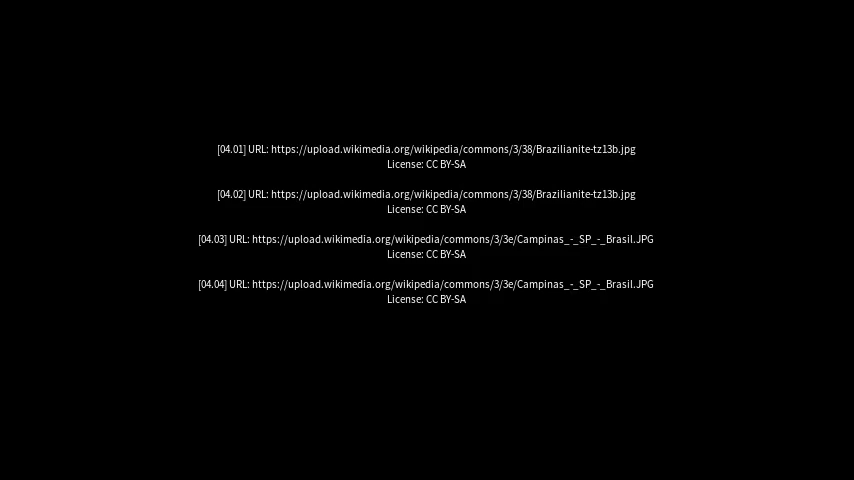 [04.01] URL: https://upload.wikimedia.org/wikipedia/commons/3/38/Brazilianite-tz13b.jpg
License: CC BY-SA
[04.02] URL: https://upload.wikimedia.org/wikipedia/commons/3/38/Brazilianite-tz13b.jpg
License: CC BY-SA
[04.03] URL: https://upload.wikimedia.org/wikipedia/commons/3/3e/Campinas_-_SP_-_Brasil.JPG
License: CC BY-SA
[04.04] URL: https://upload.wikimedia.org/wikipedia/commons/3/3e/Campinas_-_SP_-_Brasil.JPG
License: CC BY-SA